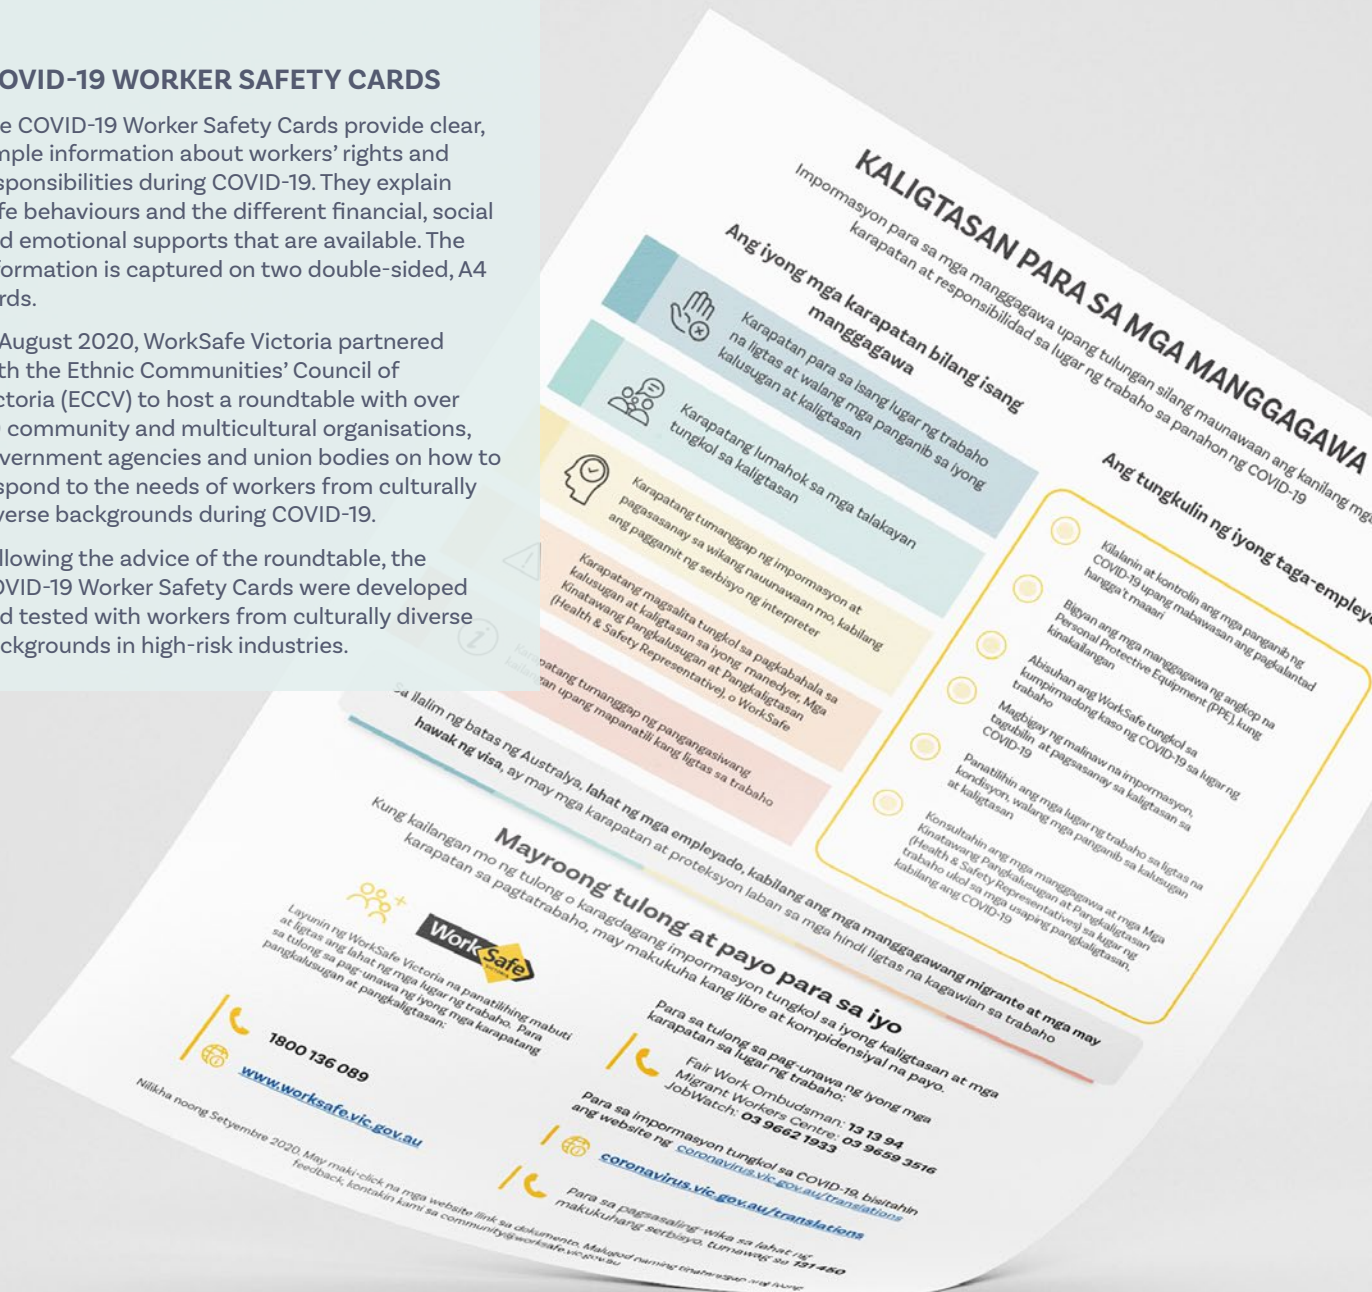 OVID-19 WORKER SAFETY CARDS
e COVID-19 Worker Safety Cards provide clear,
mple information about workers' rights and
sponsibilities during COVID-19. They explain
fe behaviours and the different financial, social
d emotional supports that are available. The
formation is captured on two double-sided, A4
rds.
August 2020, WorkSafe Victoria partnered
th the Ethnic Communities' Council of
ctoria (ECCV) to host a roundtable with over
community and multicultural organisations,
vernment agencies and union bodies on how to
spond to the needs of workers from culturally
verse backgrounds during COVID-19.
llowing the advice of the roundtable, the
OVID-19 Worker Safety Cards were developed
d tested with workers from culturally diverse
ckgrounds in high-risk industries.
KALIGTASAN PARA SA MGA MANGGAGAWA
Impormasyon para sa mga manggagawa upang tulungan silang maunawaan ang kanilang mga
karapatan at responsibilidad sa lugar ng trabaho sa panahon ng COVID-19
Ang iyong mga karapatan bilang isang
manggagawa
Karapatan para sa isang lugar ng trabaho
na ligtas at walang mga panganib sa iyong
kalusugan at kaligtasan
Karapatang lumahok sa mga talakayan
tungkol sa kaligtasan
Karapatang tumanggap ng impormasyon at
pagasasanay sa wikang nauunawaan mo, kabilang
ang paggamit ng serbisyo ng interpreter
Karapatang magsalita tungkol sa pagkabahala sa
kalusugan at kaligtasan sa iyong manedyer, Mga
Kinatawang Pangkalusugan at Pangkaligtasan
(Health & Safety Representative), o WorkSafe
Karapatang tumanggap ng pangangasiwang
kailangan upang mapanatili kang ligtas sa trabaho
Ang tungkulin ng iyong taga-employo
Kilalanin at kontrolin ang mga panganib ng
COVID-19 upang mabawasan ang pagkalantad
hangga't maaari
Bigyan ang mga manggagawa ng angkop na
Personal Protective Equipment (PPE), kung
kinakailangan
Abisuhan ang WorkSafe tungkol sa
kumpirmadong kaso ng COVID-19 sa lugar ng
trabaho
Magbigay ng malinaw na impormasyon,
tagubilin at pagsasanay sa kaligtasan sa
COVID-19
Panatilihin ang mga lugar ng trabaho sa ligtas na
kondisyon, walang mga panganib sa kalusugan
at kaligtasan
Konsultahin ang mga manggagawa at mga Mga
Kinatawang Pangkalusugan at Pangkaligtasan
(Health & Safety Representatives) sa lugar ng
trabaho ukol sa mga usaping pangkaligtasan,
kabilang ang COVID-19
sa ilalim ng batas ng Australya, lahat ng mga empleyado, kabilang ang mga manggagawang migrante at mga may
hawak ng visa, ay may mga karapatan at proteksyon laban sa mga hindi ligtas na kagawian sa trabaho
Mayroong tulong at payo para sa iyo
Kung kailangan mo ng tulong o karagdagang impormasyon tungkol sa iyong kaligtasan at mga
karapatan sa pagtatrabaho, may makukuha kang libre at kompidensiyal na payo.
WorkSafe
VICTORIA
Layunin ng WorkSafe Victoria na panatilihing mabuti
at ligtas ang lahat ng mga lugar ng trabaho. Para
sa tulong sa pag-unawa ng iyong mga karapatang
pangkalusugan at pangkaligtasan:
1800 136 089
www.worksafe.vic.gov.au
Para sa tulong sa pag-unawa ng iyong mga
karapatan sa lugar ng trabaho:
Fair Work Ombudsman: 13 13 94
Migrant Workers Centre: 03 9659 3516
JobWatch: 03 9662 1933
Para sa impormasyon tungkol sa COVID-19, bisitahin
ang website ng coronavirus.vic.gov.au/translations
coronavirus.vic.gov.au/translations
Para sa pagsasaling-wika sa lahat ng
makukuhang serbisyo, tumawag sa 131 450
Nilikha noong Setyembre 2020, May maki-click na mga website llink sa dokumento, Malugod naming tinatanggap ang iyong
feedback, kontakin kami sa community@worksafe.vic.gov.au